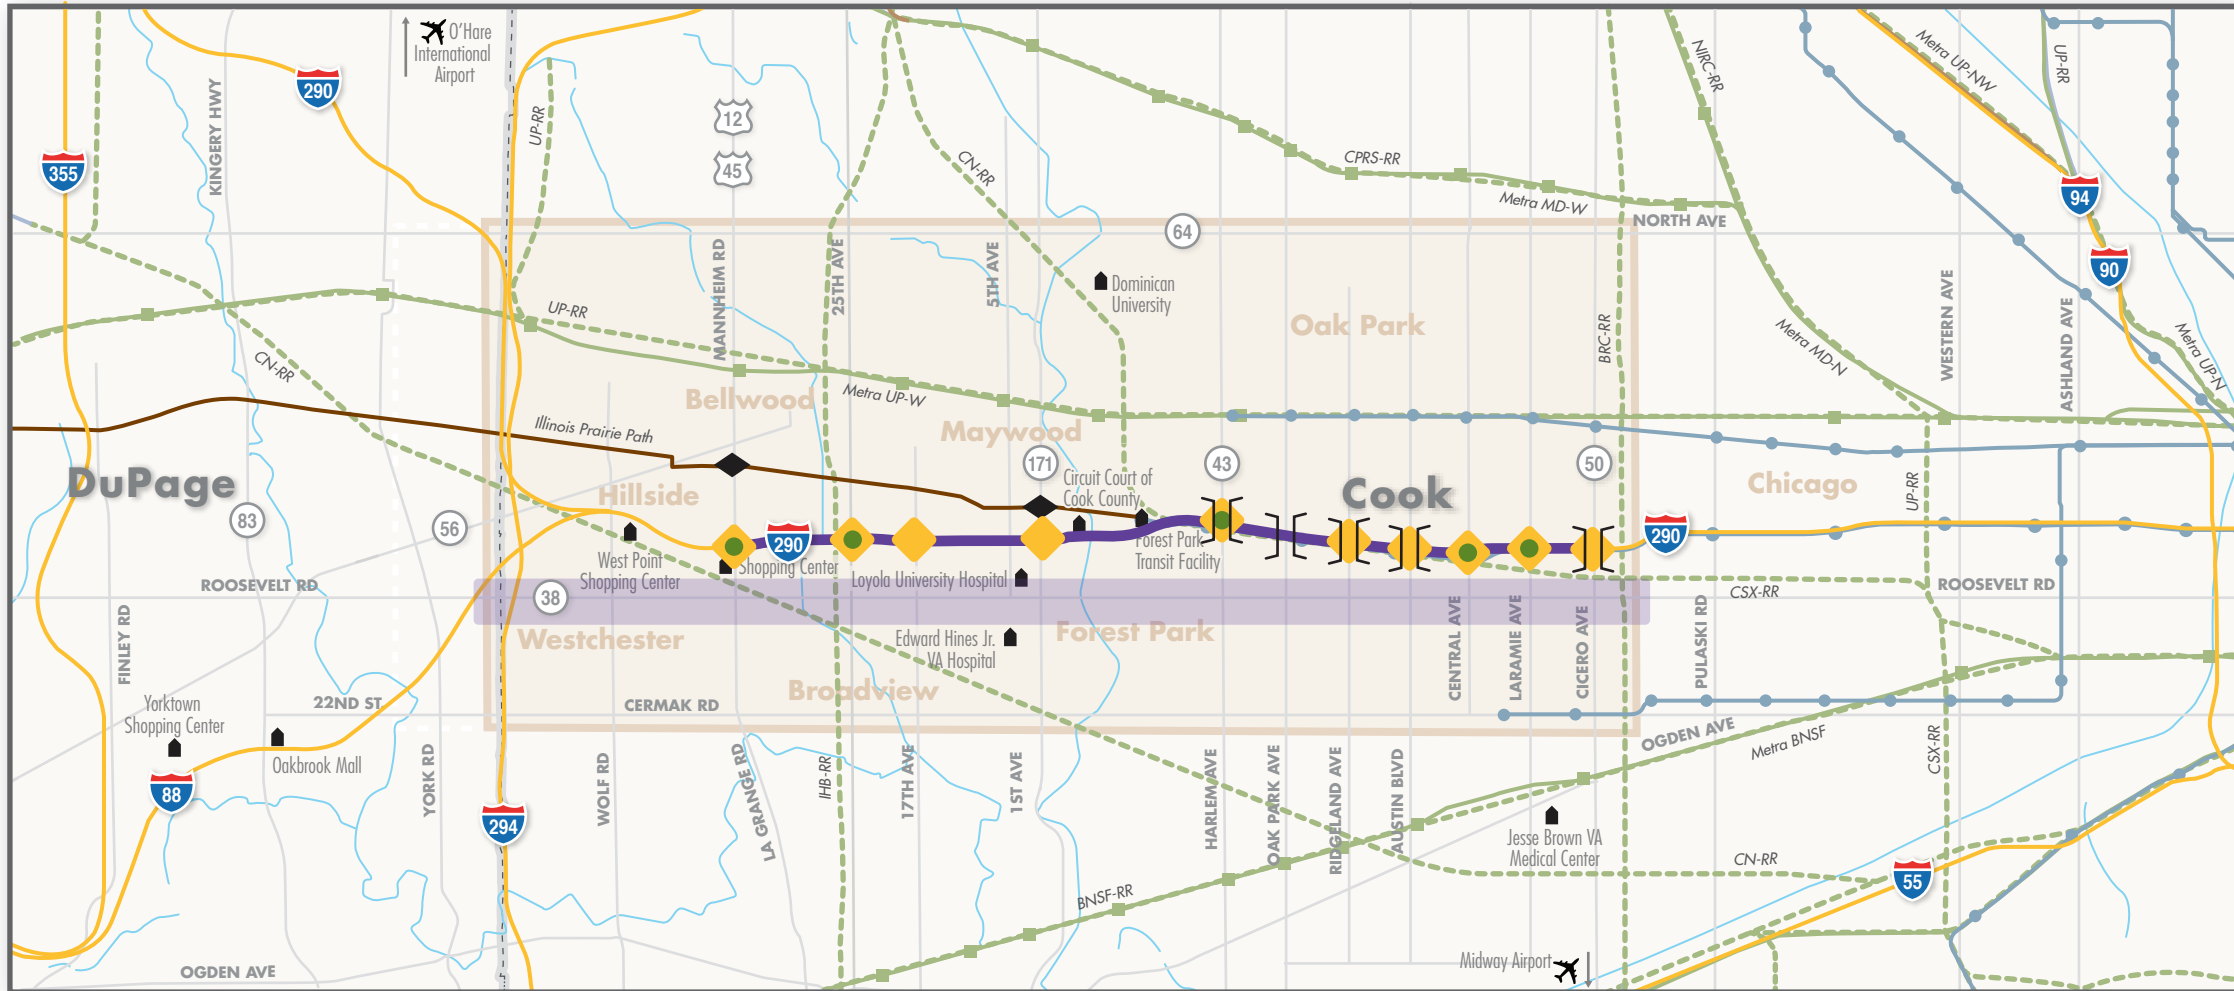 O'Hare
International
Airport
290
355
KINGERY HWY
UP-RR
12
45
CN-RR
CPRS-RR
Metra MD-W
NIRC-RR
Metra UP-NW
UP-RR
94
90
NORTH AVE
64
MANNHEIM RD
25TH AVE
5TH AVE
Dominican
University
Oak Park
BRC-RR
WESTERN AVE
ASHLAND AVE
Metra UP-N
Metra MD-N
UP-RR
CN-RR
Bellwood
Metra UP-W
Maywood
Illinois Prairie Path
DuPage
83
56
Hillside
171
43
50
Circuit Court of
Cook County
Cook
Chicago
UP-RR
290
290
West Point
Shopping Center
Shopping Center
Loyola University Hospital
Forest Park
Transit Facility
ROOSEVELT RD
38
CSX-RR
ROOSEVELT RD
FINLEY RD
Westchester
Edward Hines Jr.
VA Hospital
Forest Park
CENTRAL AVE
LARAMIE AVE
CICERO AVE
PULASKI RD
Broadview
Yorktown
Shopping Center
22ND ST
CERMAK RD
Oakbrook Mall
88
YORK RD
294
WOLF RD
LA GRANGE RD
IHB-RR
17TH AVE
1ST AVE
HARLEM AVE
OAK PARK AVE
RIDGELAND AVE
AUSTIN BLVD
OGDEN AVE
Metra BNSF
CSX-RR
Jesse Brown VA
Medical Center
CN-RR
55
BNSF-RR
Midway Airport
OGDEN AVE